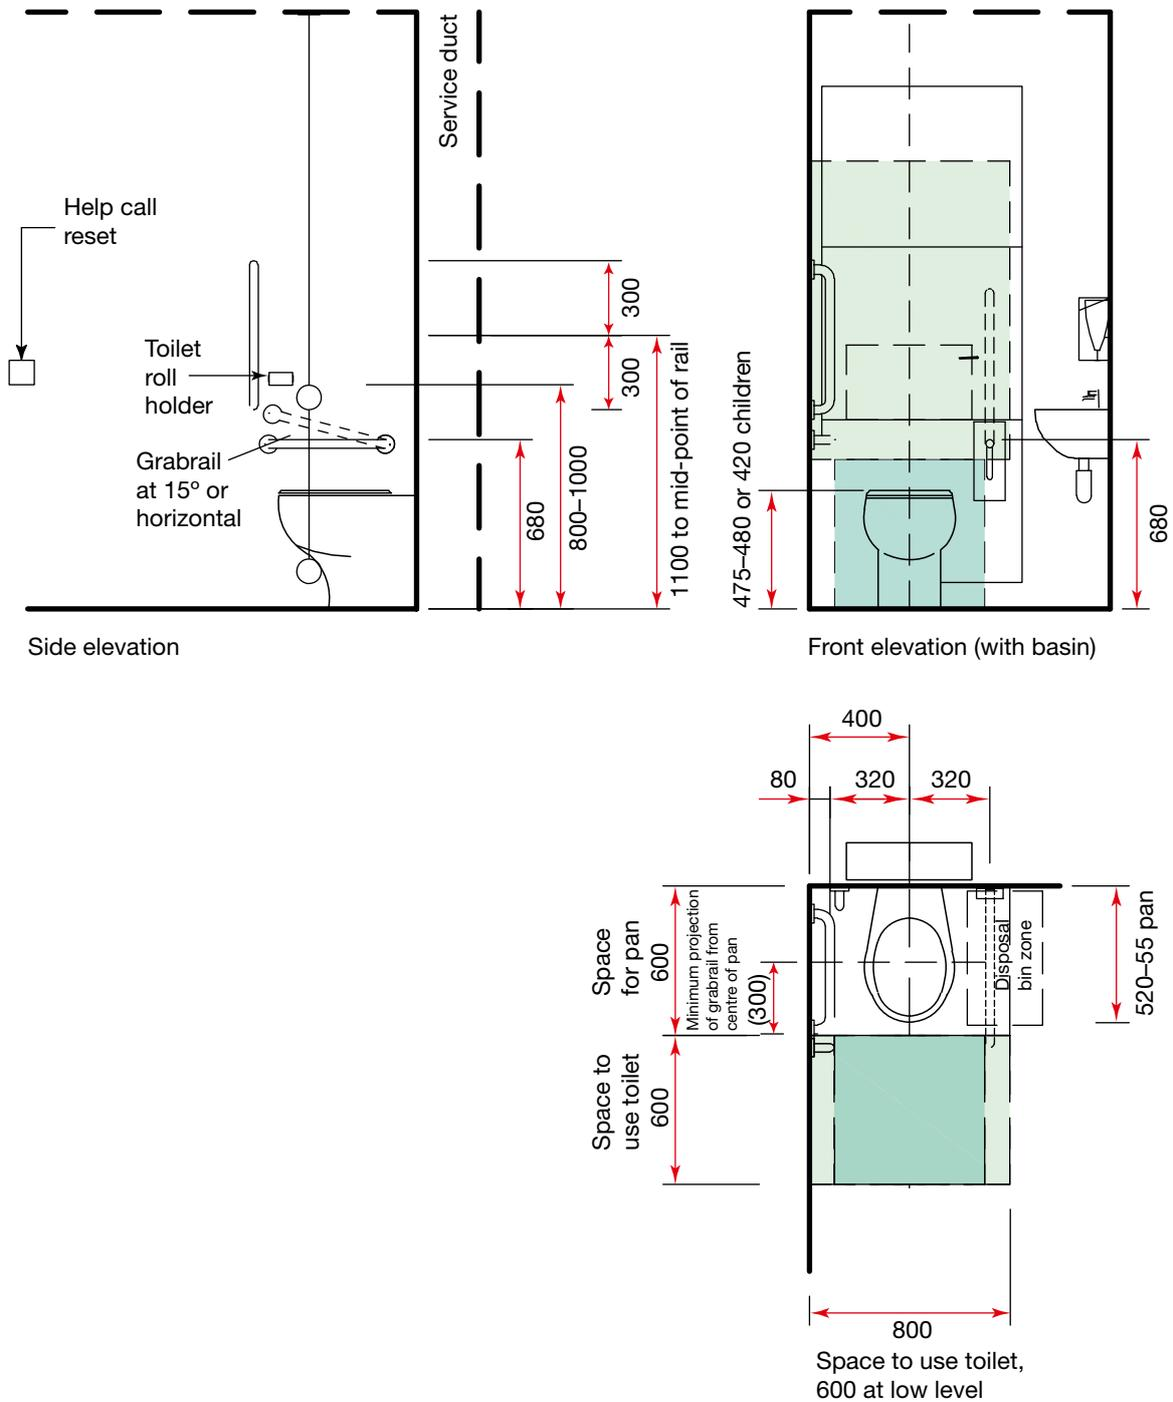 Service duct
Help call
reset
Toilet
roll
holder
Grabrail
at 15º or
horizontal
300
300
680
800–1000
1100 to mid-point of rail
Side elevation
475–480 or 420 children
680
Front elevation (with basin)
400
80
320
320
Space
for pan
600
Minimum projection
of grabrail from
centre of pan
(300)
Disposal
bin zone
520–55 pan
Space to
use toilet
600
800
Space to use toilet,
600 at low level